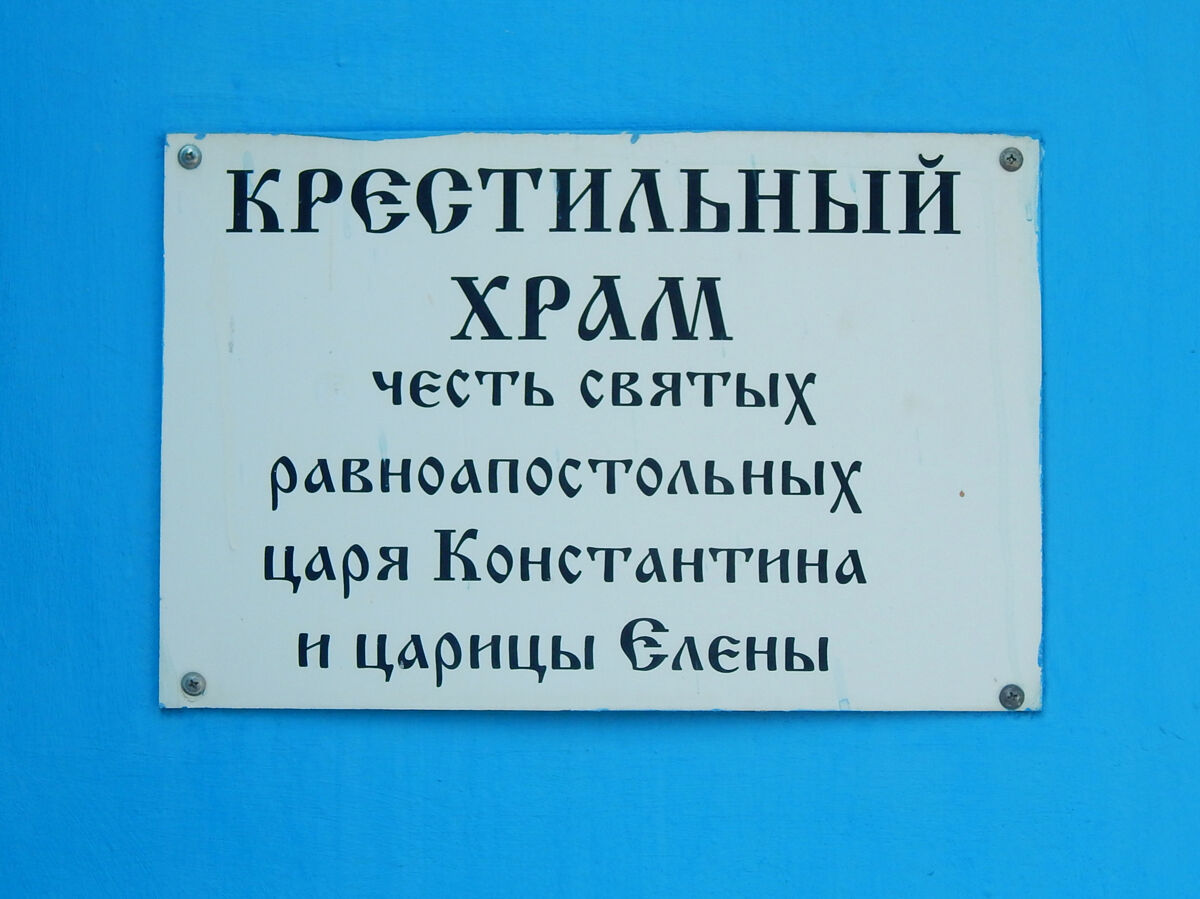 КРЕСТИЛЬНЫЙ
ХРАМ
честь святых
равноапостольных
царя Константина
и царицы Елены